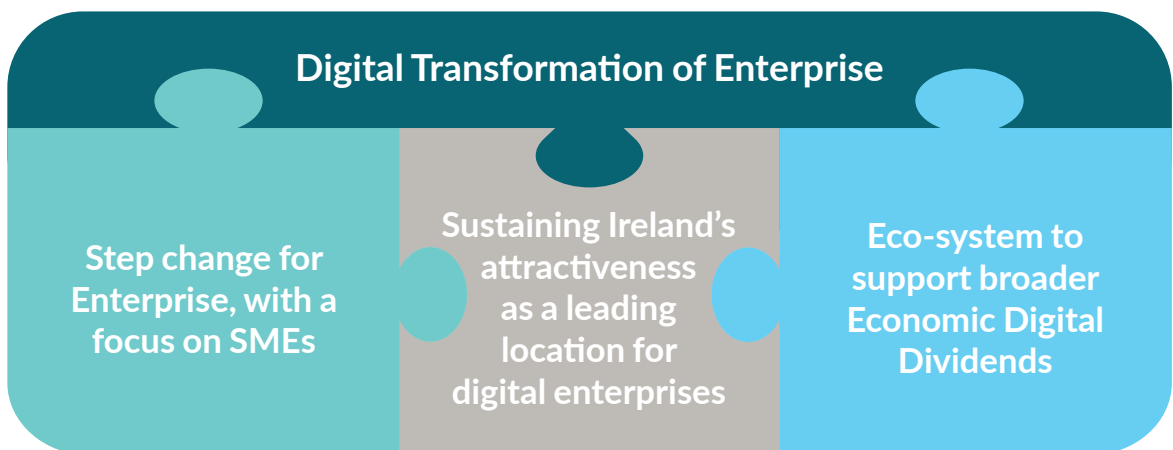 Digital Transformation of Enterprise
Step change for
Enterprise, with a
focus on SMEs
Sustaining Ireland’s
attractiveness
as a leading
location for
digital enterprises
Eco-system to
support broader
Economic Digital
Dividends